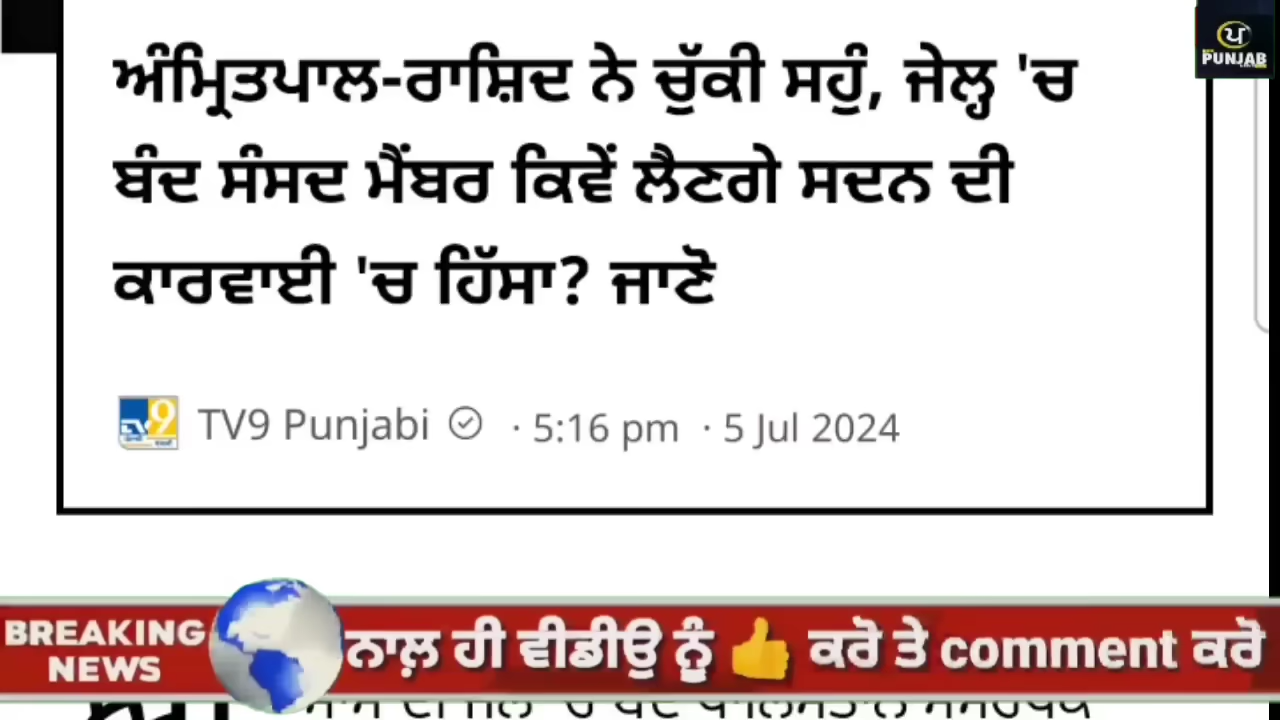 ਪ
PUNJAB
ਅੰਮ੍ਰਿਤਪਾਲ-ਰਾਸ਼ਿਦ ਨੇ ਚੁੱਕੀ ਸਹੁੰ, ਜੇਲ੍ਹ 'ਚ
ਬੰਦ ਸੰਸਦ ਮੈਂਬਰ ਕਿਵੇਂ ਲੈਣਗੇ ਸਦਨ ਦੀ
ਕਾਰਵਾਈ 'ਚ ਹਿੱਸਾ? ਜਾਣੋ
TV9 Punjabi · 5:16 pm · 5 Jul 2024
BREAKING
NEWS
ਨਾਲ਼ ਹੀ ਵੀਡੀਉ ਨੂੰ 👍 ਕਰੋ ਤੇ comment ਕਰੋ